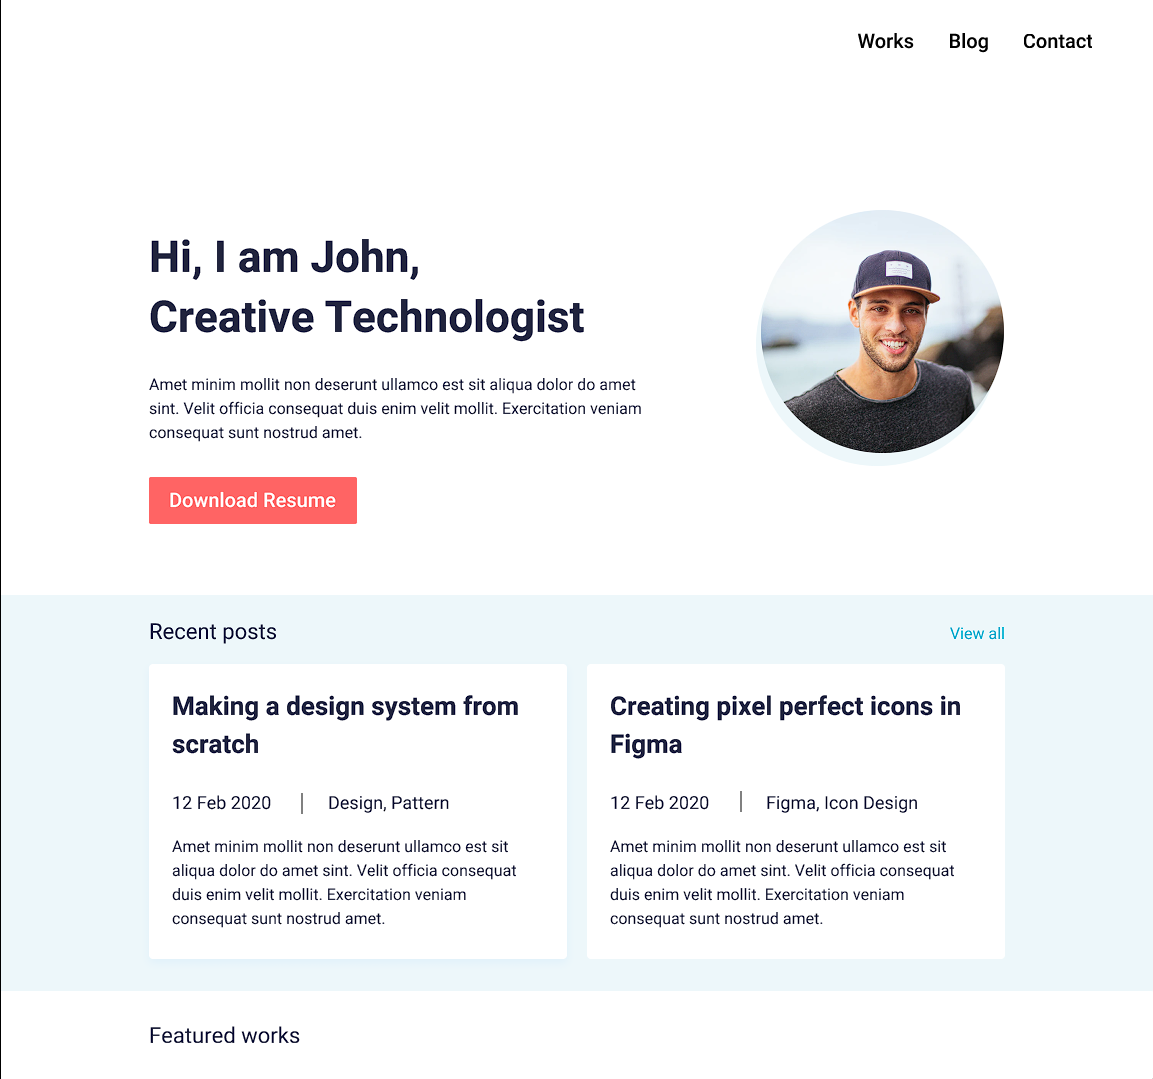 Works Blog Contact
Hi, I am John,
Creative Technologist
Amet minim mollit non deserunt ullamco est sit aliqua dolor do amet
sint. Velit officia consequat duis enim velit mollit. Exercitation veniam
consequat sunt nostrud amet.
Download Resume
Recent posts
View all
Making a design system from
scratch
12 Feb 2020 | Design, Pattern
Amet minim mollit non deserunt ullamco est sit
aliqua dolor do amet sint. Velit officia consequat
duis enim velit mollit. Exercitation veniam
consequat sunt nostrud amet.
Creating pixel perfect icons in
Figma
12 Feb 2020 | Figma, Icon Design
Amet minim mollit non deserunt ullamco est sit
aliqua dolor do amet sint. Velit officia consequat
duis enim velit mollit. Exercitation veniam
consequat sunt nostrud amet.
Featured works